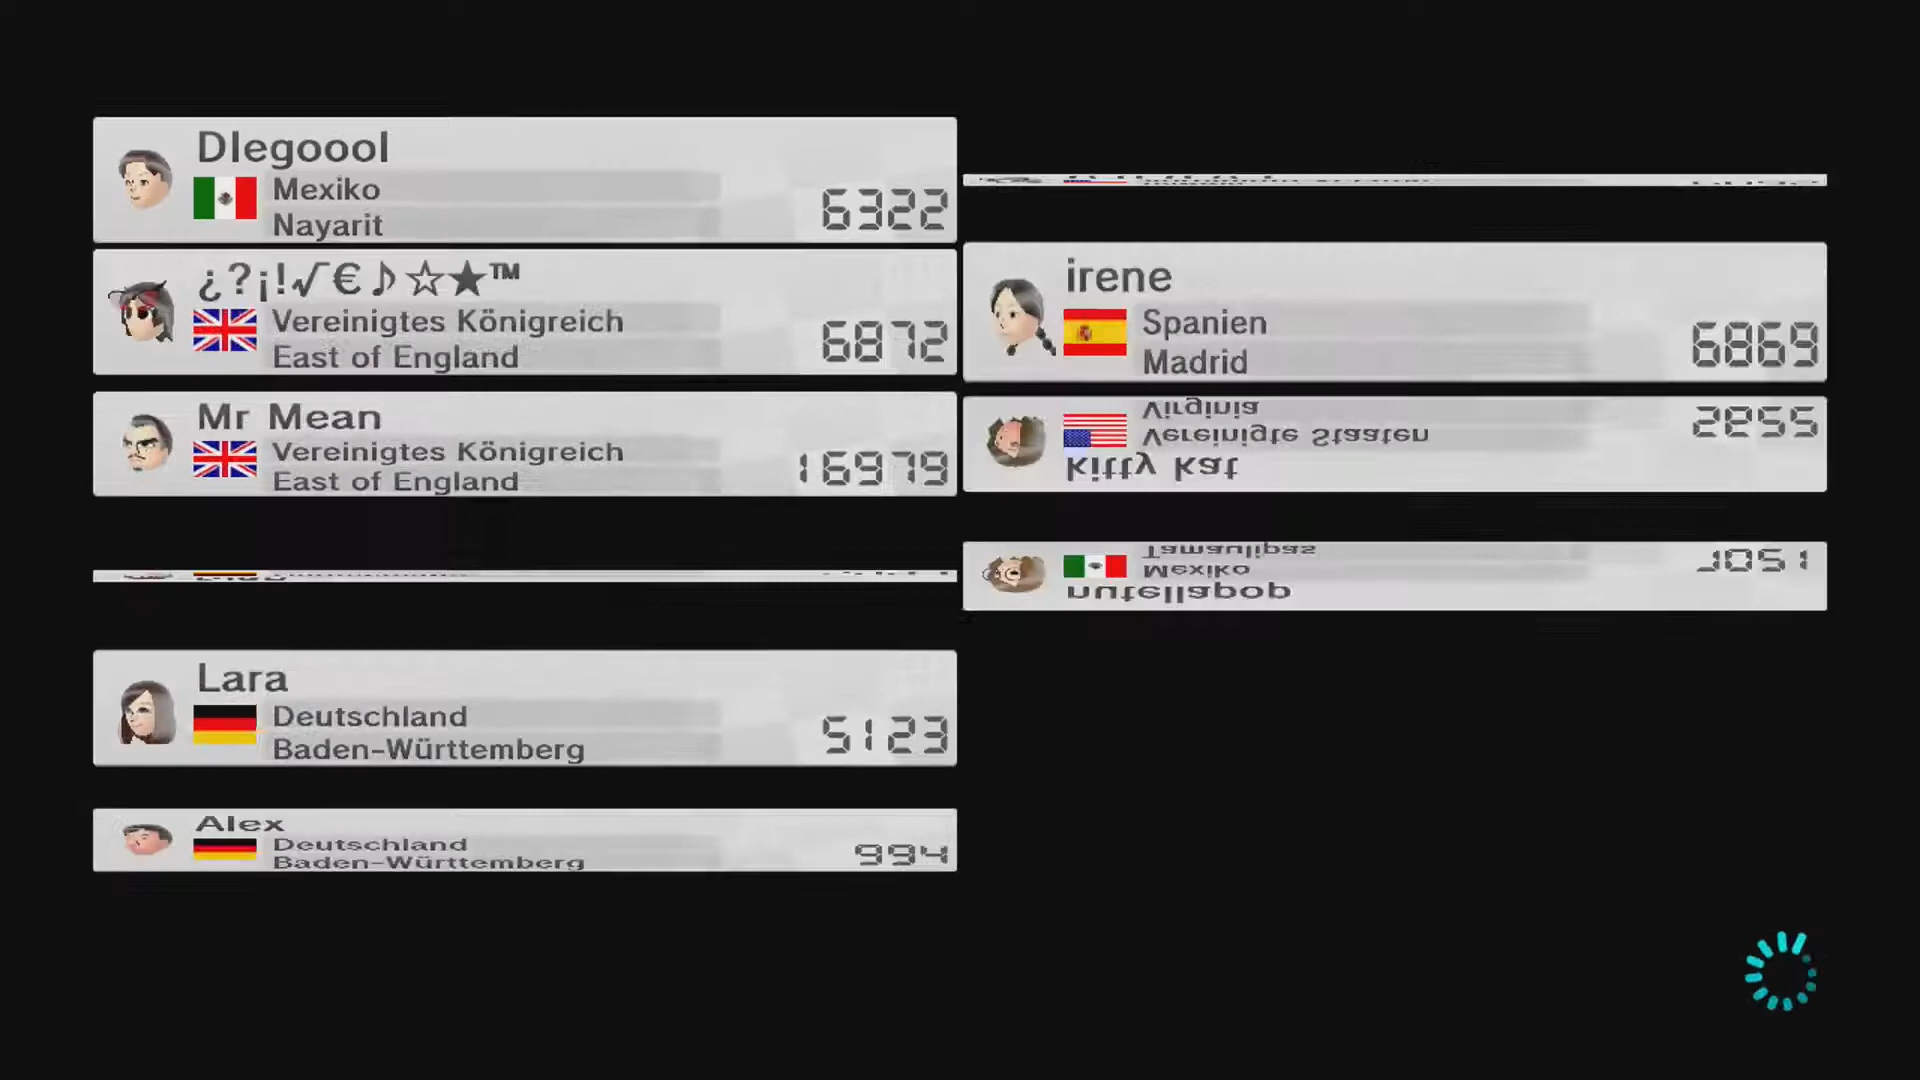 Dlegoool
Mexiko
Nayarit
6322
¿?¡!√€♪☆★™
Vereinigtes Königreich
East of England
6872
Mr Mean
Vereinigtes Königreich
East of England
16979
Lara
Deutschland
Baden-Württemberg
5123
Alex
Deutschland
Baden-Württemberg
994
irene
Spanien
Madrid
6869
kitty kat
Vereinigte Staaten
Virginia
nutellapop
Mexiko
Tamaulipas